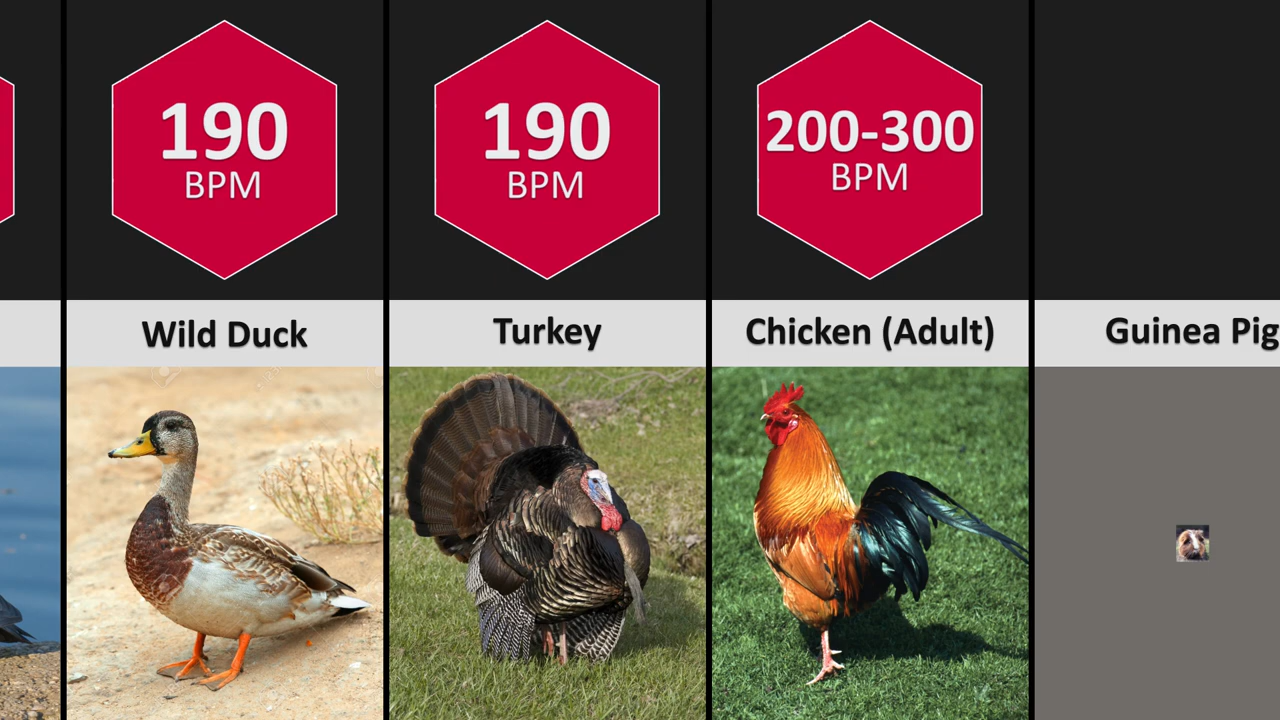 190
BPM
190
BPM
200-300
BPM
Wild Duck
Turkey
Chicken (Adult)
Guinea Pig